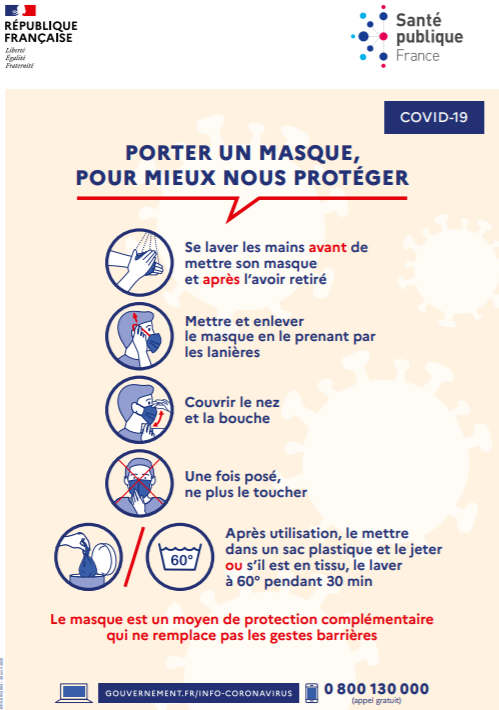 RÉPUBLIQUE
FRANÇAISE
Liberté
Égalité
Fraternité
Santé
publique
France
COVID-19
PORTER UN MASQUE,
POUR MIEUX NOUS PROTÉGER
Se laver les mains avant de
mettre son masque
et après l’avoir retiré
Mettre et enlever
le masque en le prenant par
les lanières
Couvrir le nez
et la bouche
Une fois posé,
ne plus le toucher
60°
Après utilisation, le mettre
dans un sac plastique et le jeter
ou s’il est en tissu, le laver
à 60° pendant 30 min
Le masque est un moyen de protection complémentaire
qui ne remplace pas les gestes barrières
GOUVERNEMENT.FR/INFO-CORONAVIRUS
0 800 130 000
(appel gratuit)